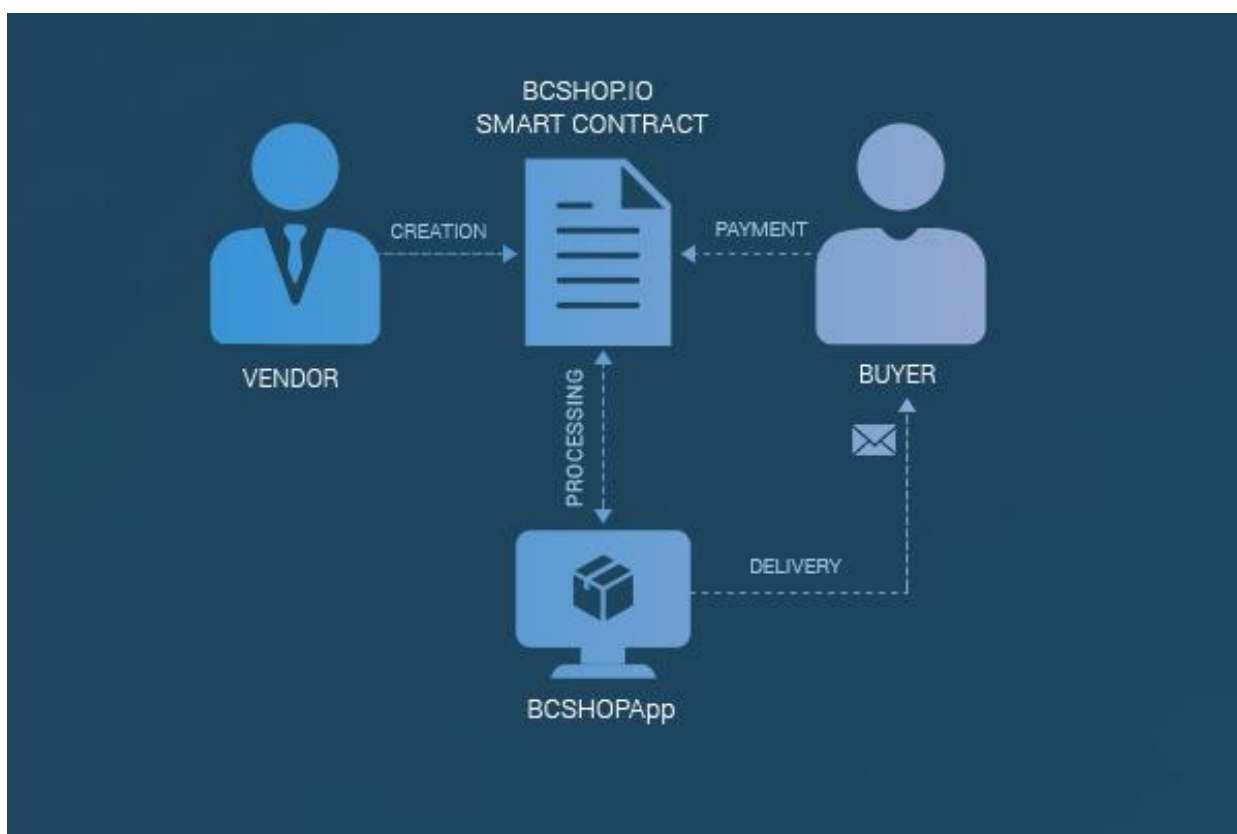 BCSHOP.IO
SMART CONTRACT
CREATION
PAYMENT
VENDOR
BUYER
PROCESSING
DELIVERY
BCSHOPApp